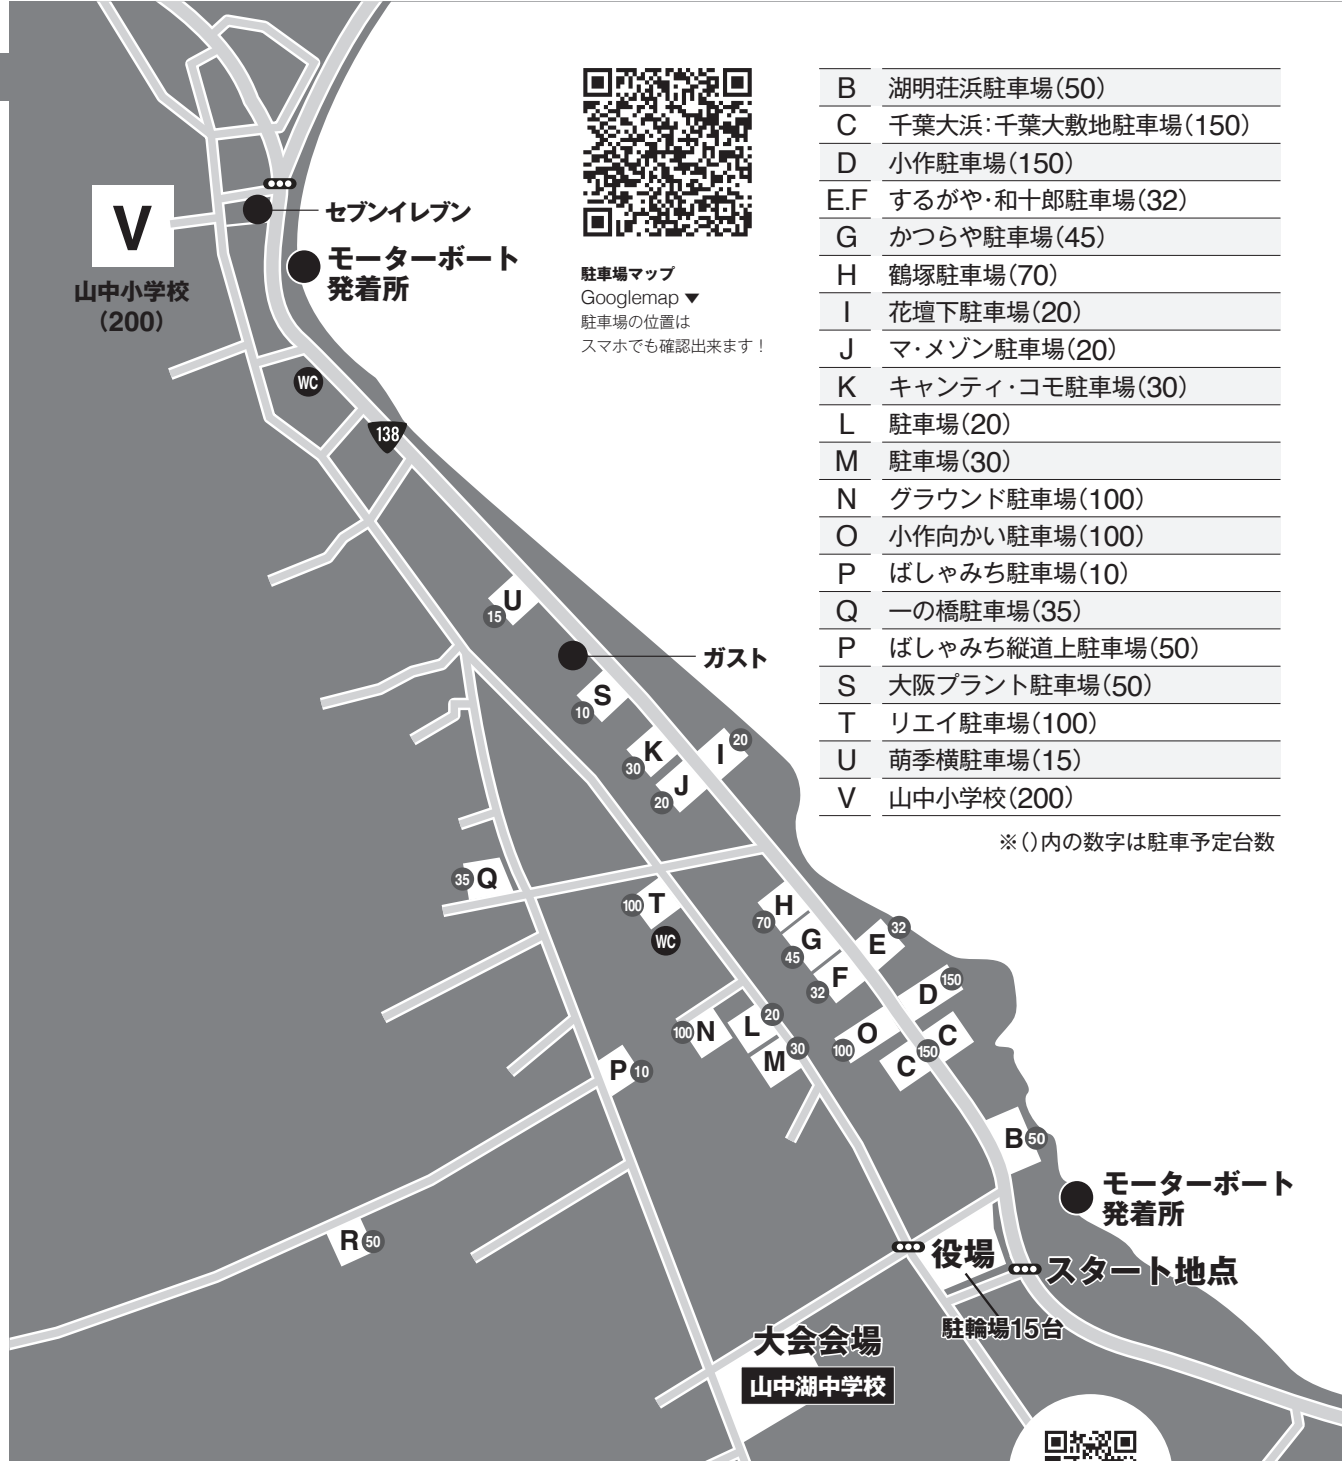 B 湖明荘浜駐車場(50)
C 千葉大浜:千葉大敷地駐車場(150)
D 小作駐車場(150)
E.F するがや・和十郎駐車場(32)
G かつらや駐車場(45)
H 鶴塚駐車場(70)
I 花壇下駐車場(20)
J マ・メゾン駐車場(20)
K キャンティ・コモ駐車場(30)
L 駐車場(20)
M 駐車場(30)
N グラウンド駐車場(100)
O 小作向かい駐車場(100)
P ばしゃみち駐車場(10)
Q 一の橋駐車場(35)
P ばしゃみち縦道上駐車場(50)
S 大阪プラント駐車場(50)
T リエイ駐車場(100)
U 萌季横駐車場(15)
V 山中小学校(200)
※()内の数字は駐車予定台数
駐車場マップ
Googlemap ▼
駐車場の位置は
スマホでも確認出来ます!
V
山中小学校
(200)
セブンイレブン
モーターボート
発着所
WC
138
U
15
ガスト
S
10
K
30
I
20
J
20
Q
35
T
100
WC
H
70
G
45
E
32
F
32
D
150
N
100
L
20
M
30
O
100
C
150
C
P
10
B
50
モーターボート
発着所
R
50
役場
スタート地点
駐輪場15台
大会会場
山中湖中学校